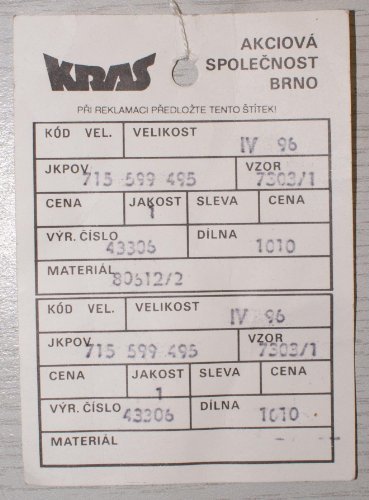 KRAS
AKCIOVÁ
SPOLEČNOST
BRNO
PŘI REKLAMACI PŘEDLOŽTE TENTO ŠTÍTEK!
KÓD VEL. VELIKOST IV 96
JKPOV 715 599 495 VZOR 7303/1
CENA JAKOST 1 SLEVA CENA
VÝR. ČÍSLO 43306 DÍLNA 1010
MATERIÁL 80612/2
KÓD VEL. VELIKOST IV 96
JKPOV 715 599 495 VZOR 7303/1
CENA JAKOST 1 SLEVA CENA
VÝR. ČÍSLO 43306 DÍLNA 1010
MATERIÁL